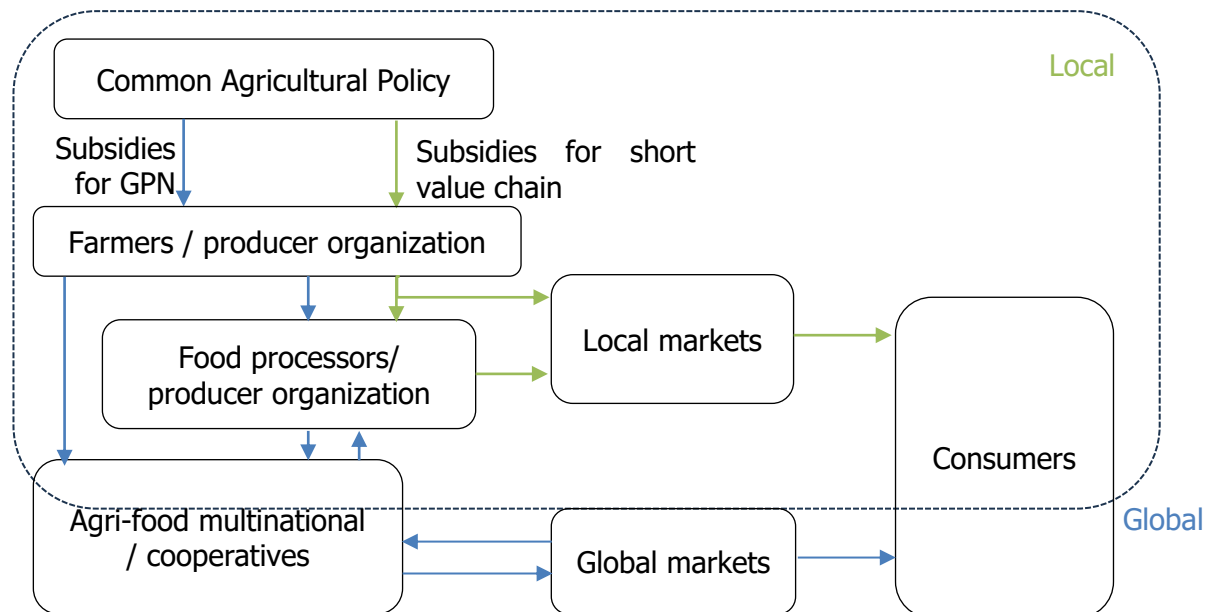 Local
Common Agricultural Policy
Subsidies
for GPN
Subsidies for short
value chain
Farmers / producer organization
Food processors/
producer organization
Local markets
Consumers
Agri-food multinational
/ cooperatives
Global markets
Global